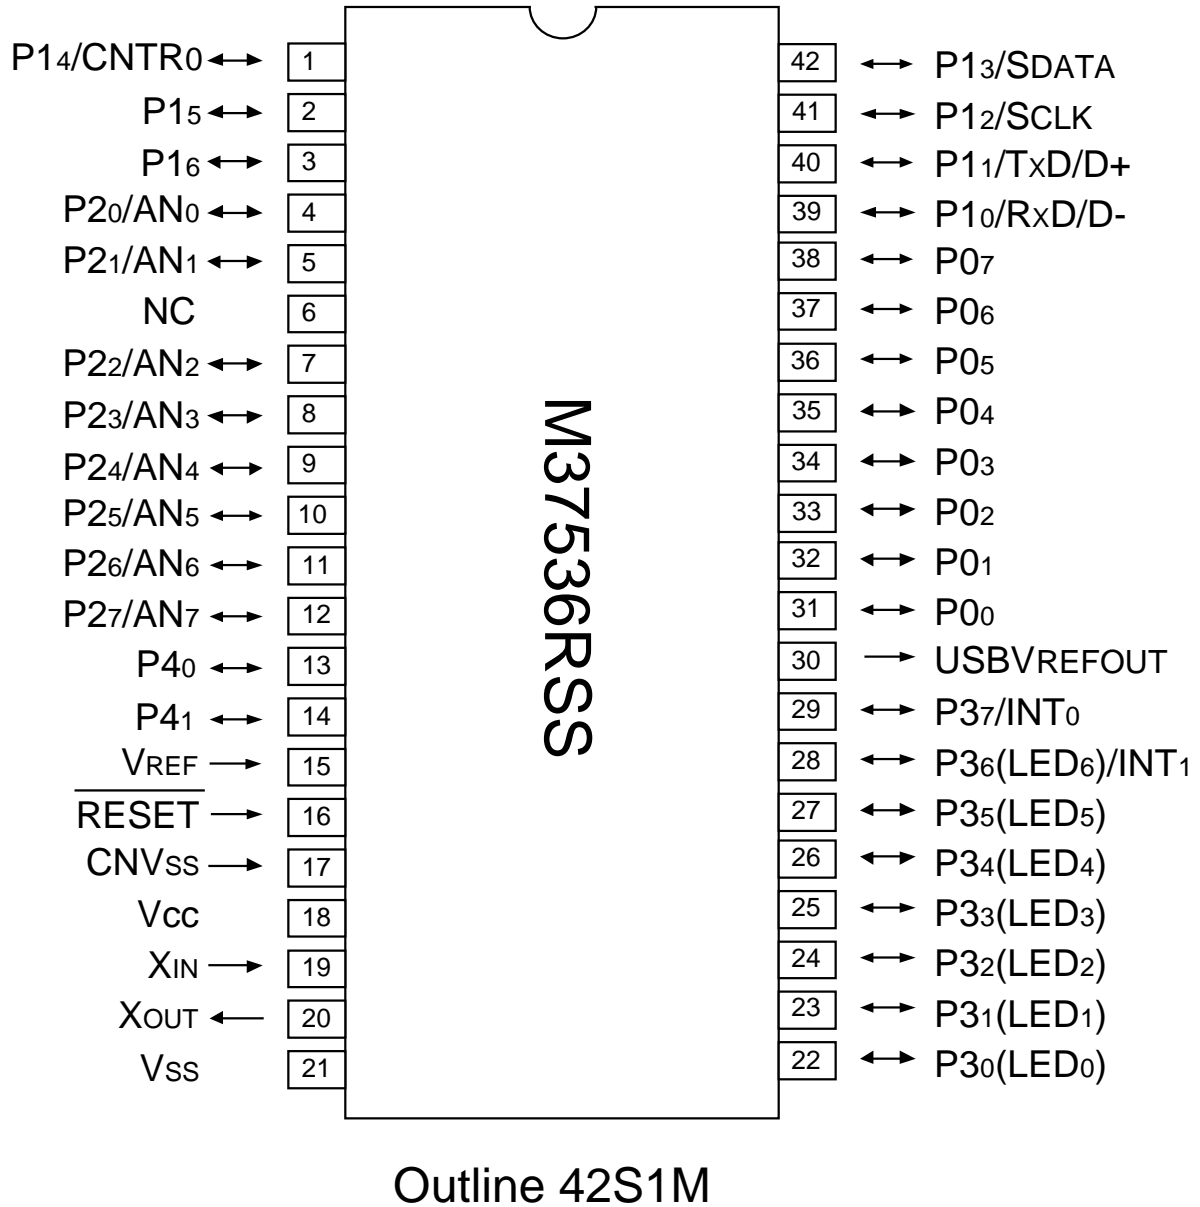 P14/CNTR0 1
P15 2
P16 3
P20/AN0 4
P21/AN1 5
NC 6
P22/AN2 7
P23/AN3 8
P24/AN4 9
P25/AN5 10
P26/AN6 11
P27/AN7 12
P40 13
P41 14
VREF 15
RESET 16
CNVSS 17
Vcc 18
XIN 19
XOUT 20
VSS 21
M37536RSS
42 P13/SDATA
41 P12/SCLK
40 P11/TXD/D+
39 P10/RXD/D-
38 P07
37 P06
36 P05
35 P04
34 P03
33 P02
32 P01
31 P00
30 USBVREFOUT
29 P37/INT0
28 P36(LED6)/INT1
27 P35(LED5)
26 P34(LED4)
25 P33(LED3)
24 P32(LED2)
23 P31(LED1)
22 P30(LED0)
Outline 42S1M